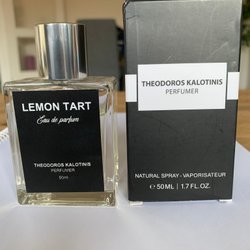 LEMON TART
Eau de parfum
THEODOROS KALOTINIS
PERFUMER
50ml
THEODOROS KALOTINIS
PERFUMER
NATURAL SPRAY - VAPORISATEUR
e 50ML | 1.7 FL.OZ.